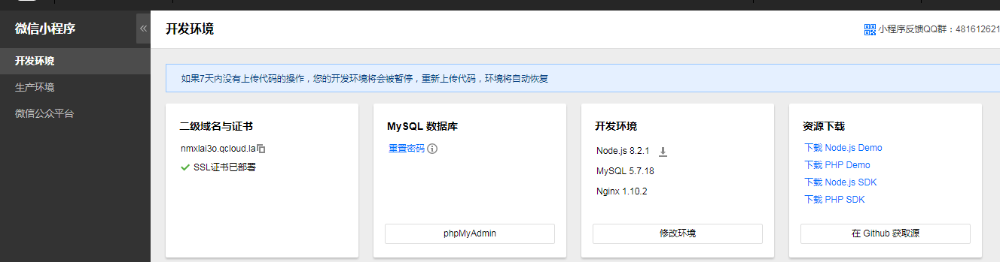 微信小程序
开发环境
生产环境
微信公众平台
开发环境
小程序反馈QQ群：481612621
如果7天内没有上传代码的操作，您的开发环境将会被暂停，重新上传代码，环境将自动恢复
二级域名与证书
nmxlai3o.qcloud.la
SSL证书已部署
MySQL 数据库
重置密码
phpMyAdmin
开发环境
Node.js 8.2.1
MySQL 5.7.18
Nginx 1.10.2
修改环境
资源下载
下载 Node.js Demo
下载 PHP Demo
下载 Node.js SDK
下载 PHP SDK
在 Github 获取源